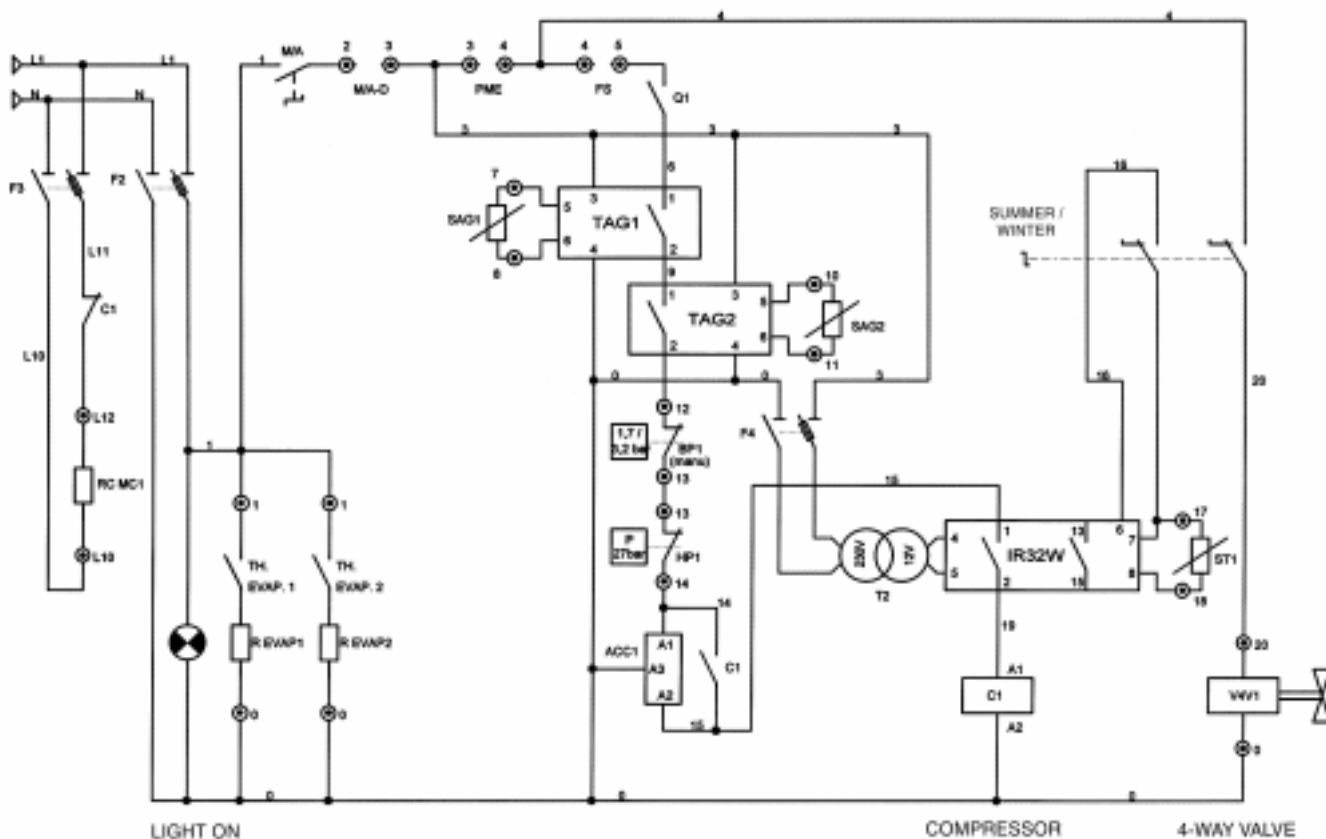 4 4
L1 L1 1 M/A 2 3 3 4 4 5
M/A-D PME FS Q1
N N
3 3 3
6
F3 F2
7 SAG1 8
5 3 1 TAG1 6 4 2
16
SUMMER /
WINTER
L11
9
C1
1 3 TAG2 5 6 2 4
10 SAG2 11
L10
0 0 3
16
20
L12
12
F4
1,7 /
BP1
(manu)
13
1
RC MC1
15
1 1
13
P
27bar
HP1
14
L10
TH.
EVAP. 1
TH.
EVAP. 2
230V 12V
T2
4 1 13 6 7
IR32W
5 2 15 8
17
ST1
18
14
19
R EVAP1 R EVAP2
ACC1 A1 A3 A2
C1
15
20
A1
C1
A2
V4V1
0 0
0
0 0 0
LIGHT ON COMPRESSOR 4-WAY VALVE